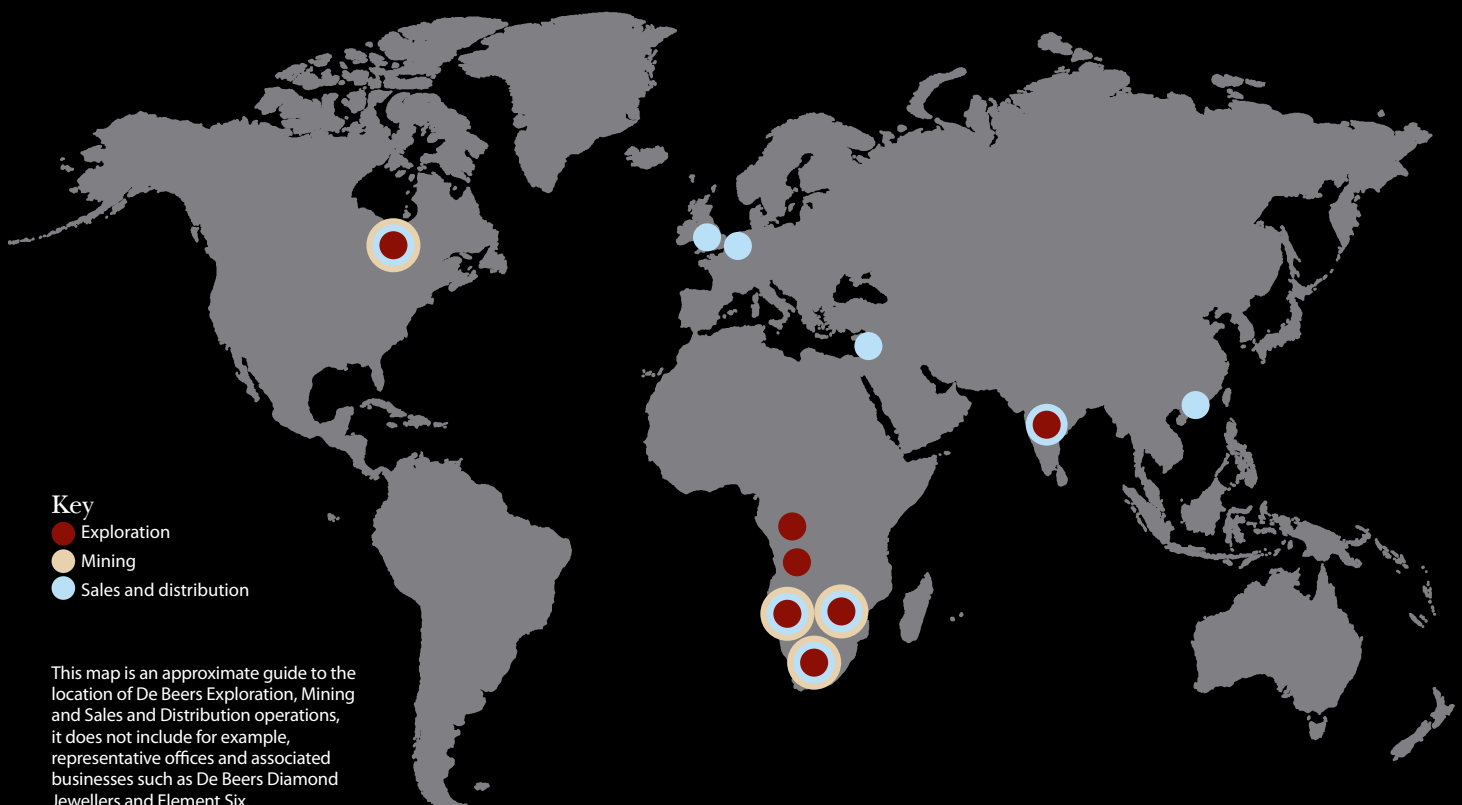 Key
Exploration
Mining
Sales and distribution
This map is an approximate guide to the
location of De Beers Exploration, Mining
and Sales and Distribution operations,
it does not include for example,
representative offices and associated
businesses such as De Beers Diamond
Jewellers and Element Six